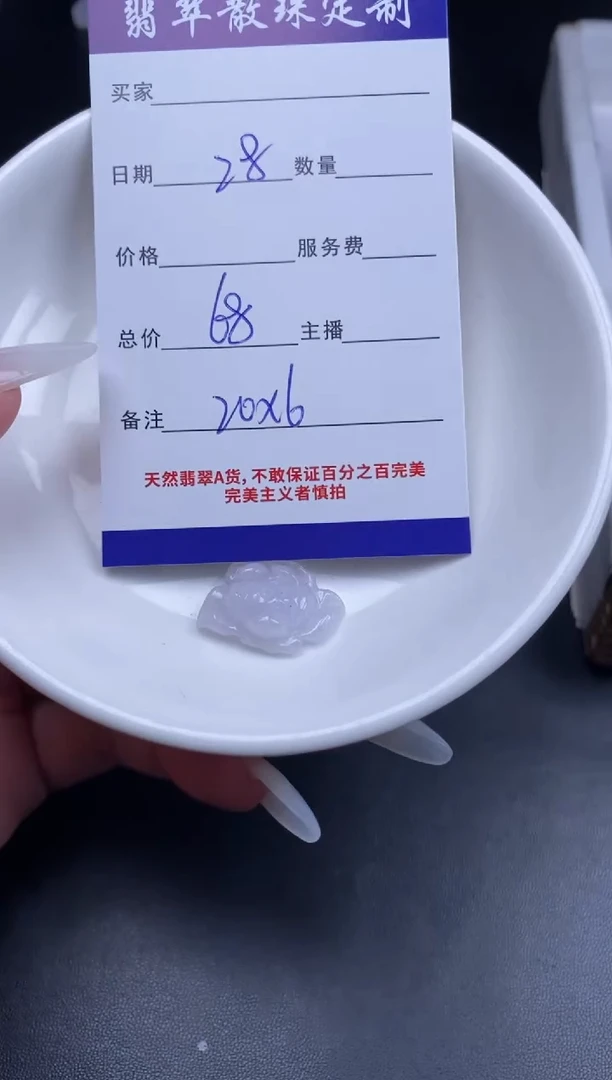 翡翠散珠定制
买家
日期 28 数量
价格 服务费
总价 68 主播
备注 20x6
天然翡翠A货,不敢保证百分之百完美
完美主义者慎拍